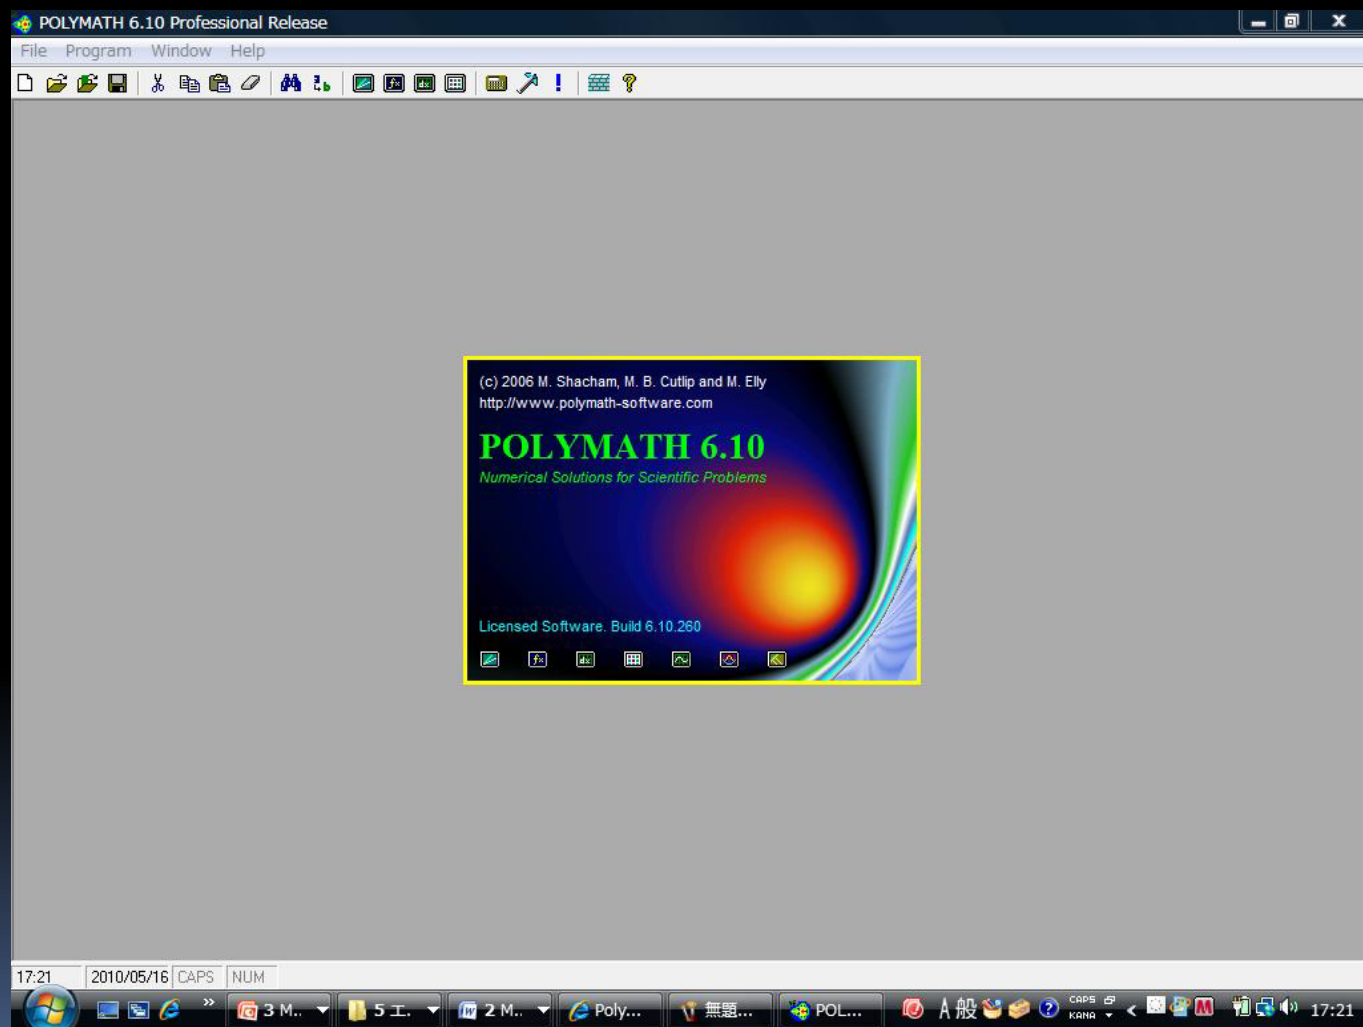 POLYMATH 6.10 Professional Release
File Program Window Help
(c) 2006 M. Shacham, M. B. Cutlip and M. Elly
http://www.polymath-software.com
POLYMATH 6.10
Numerical Solutions for Scientific Problems
Licensed Software. Build 6.10.260
17:21 2010/05/16 CAPS NUM
3 M.. 5 工. 2 M.. Poly... 無題... POL... A 般 CAPS KANA 17:21